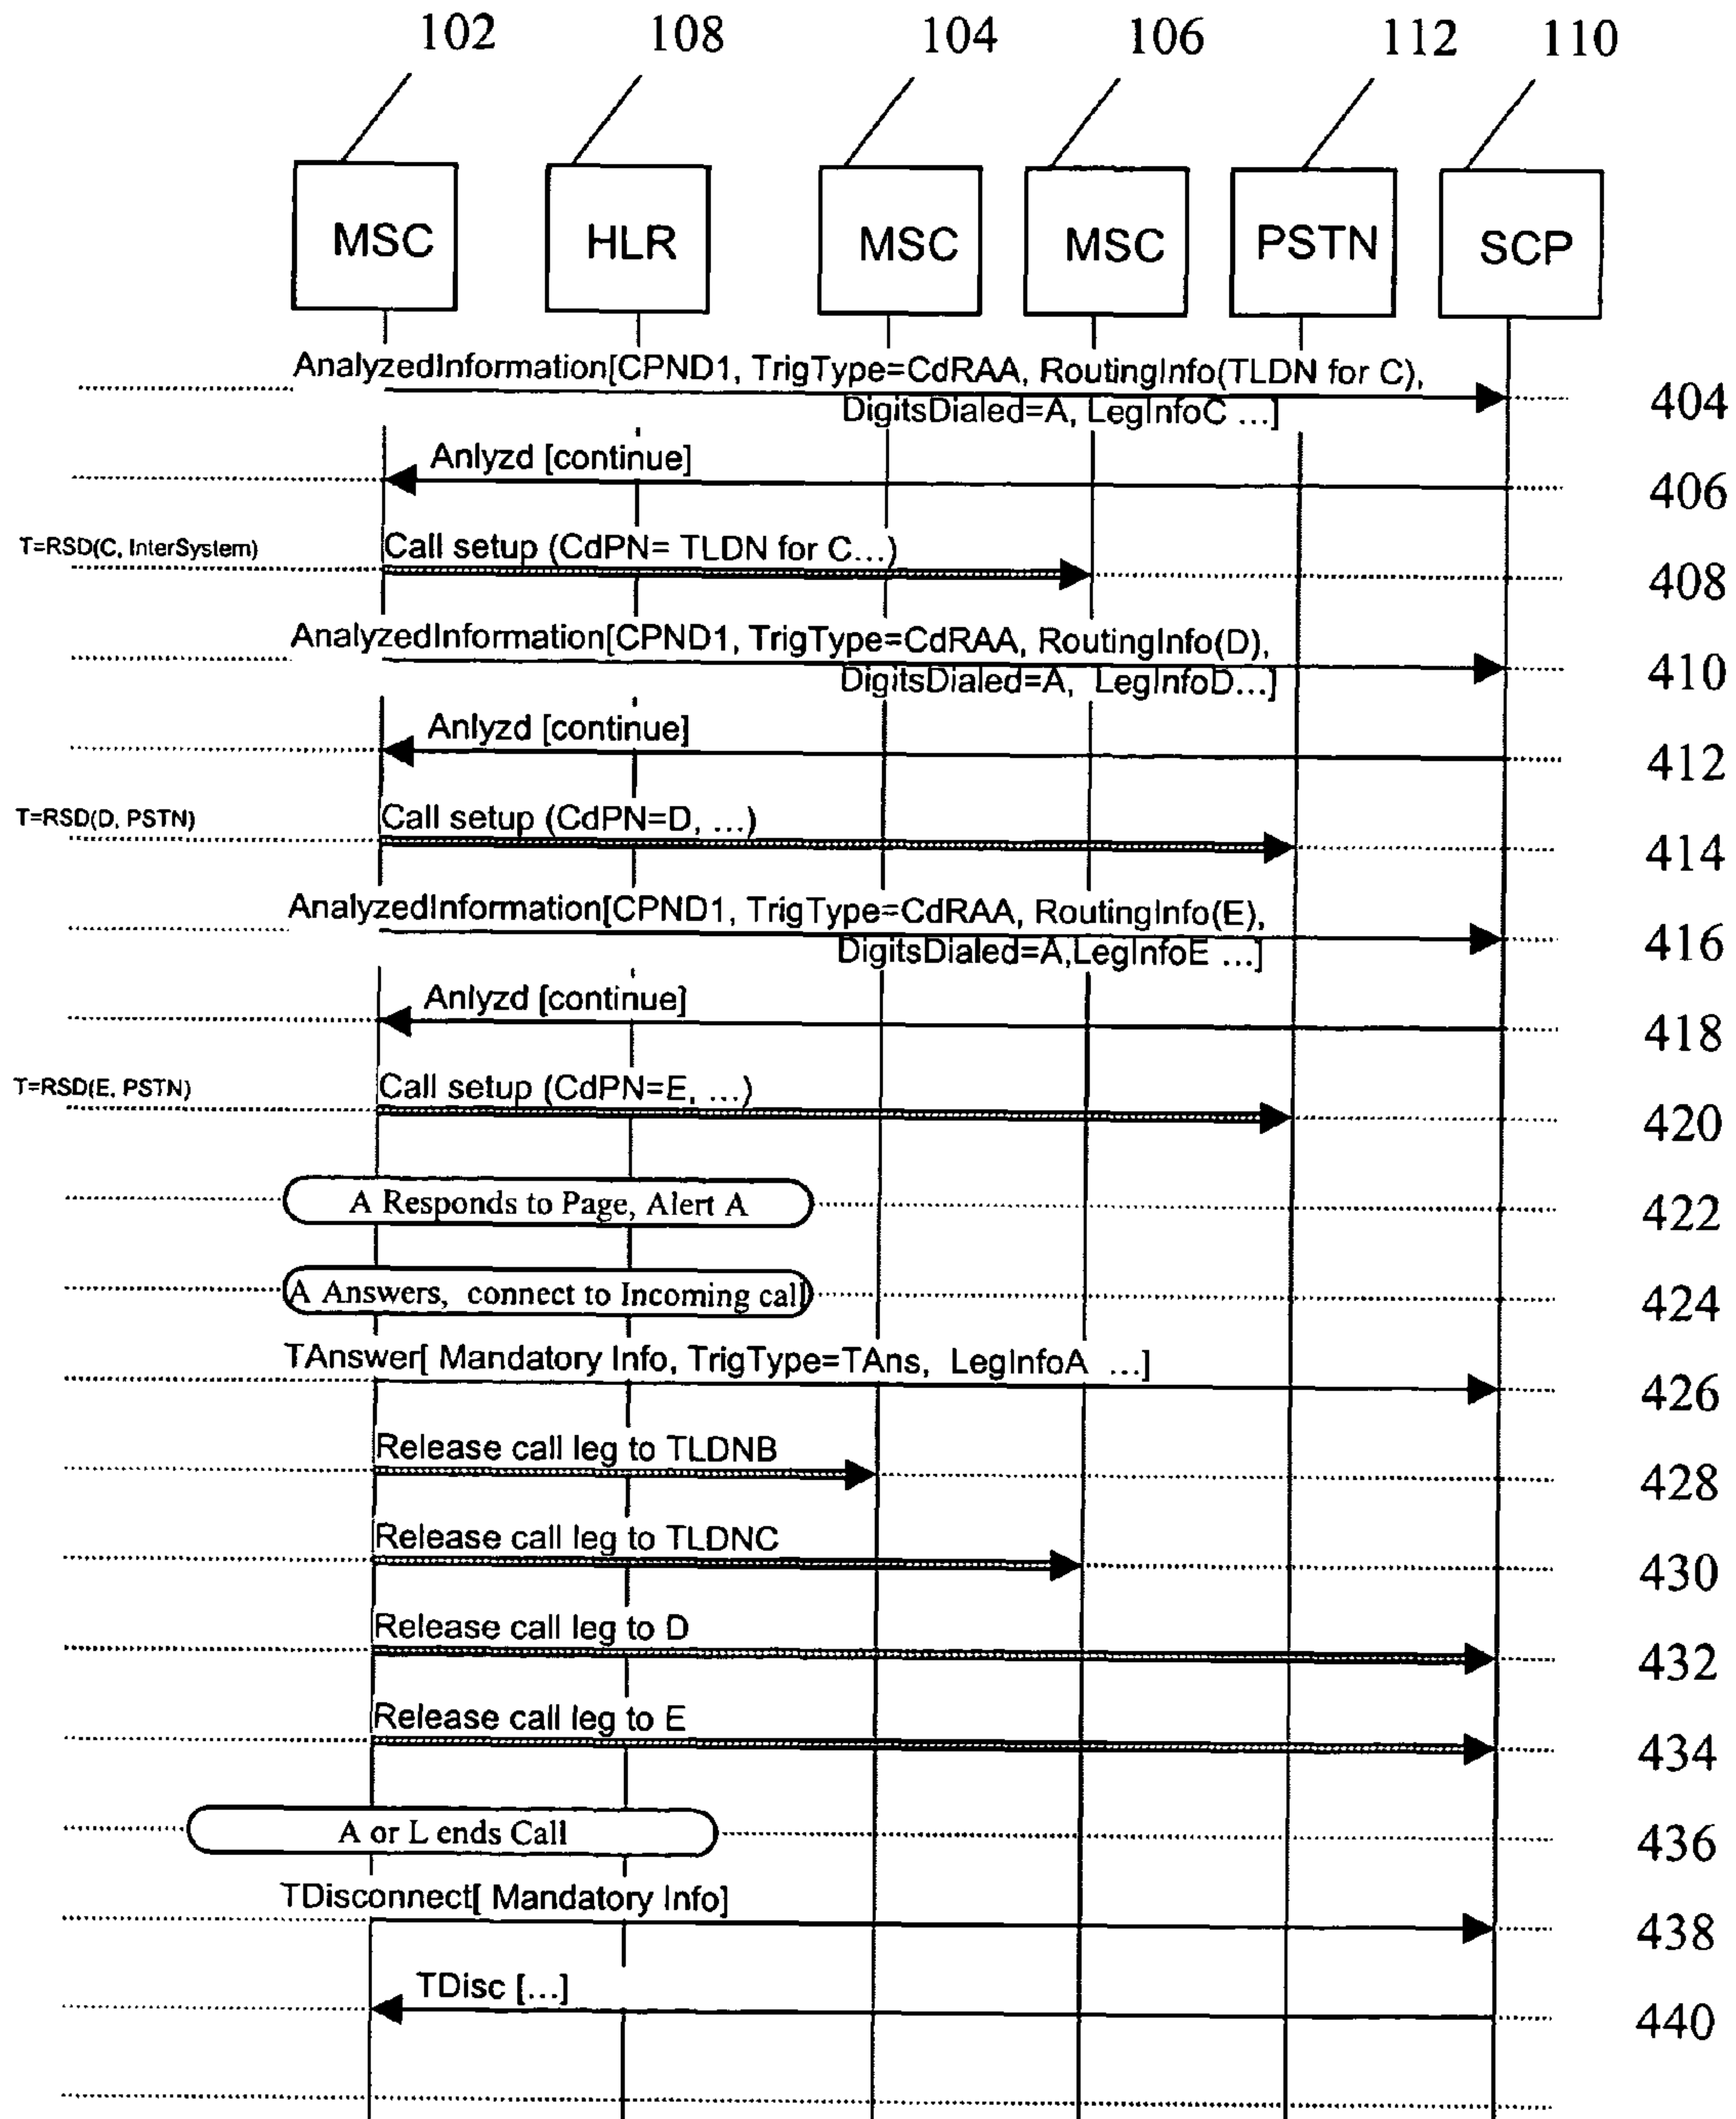 102 108 104 106 112 110
MSC HLR MSC MSC PSTN SCP
AnalyzedInformation[CPND1, TrigType=CdRAA, RoutingInfo(TLDN for C),
DigitsDialed=A, LegInfoC ...]
404
Anlyzd [continue]
406
T=RSD(C, InterSystem)
Call setup (CdPN= TLDN for C...)
408
AnalyzedInformation[CPND1, TrigType=CdRAA, RoutingInfo(D),
DigitsDialed=A, LegInfoD...]
410
Anlyzd [continue]
412
T=RSD(D, PSTN)
Call setup (CdPN=D, ...)
414
AnalyzedInformation[CPND1, TrigType=CdRAA, RoutingInfo(E),
DigitsDialed=A,LegInfoE ...]
416
Anlyzd [continue]
418
T=RSD(E, PSTN)
Call setup (CdPN=E, ...)
420
A Responds to Page, Alert A
422
A Answers, connect to Incoming call
424
TAnswer[ Mandatory Info, TrigType=TAns, LegInfoA ...]
426
Release call leg to TLDNB
428
Release call leg to TLDNC
430
Release call leg to D
432
Release call leg to E
434
A or L ends Call
436
TDisconnect[ Mandatory Info]
438
TDisc [...]
440